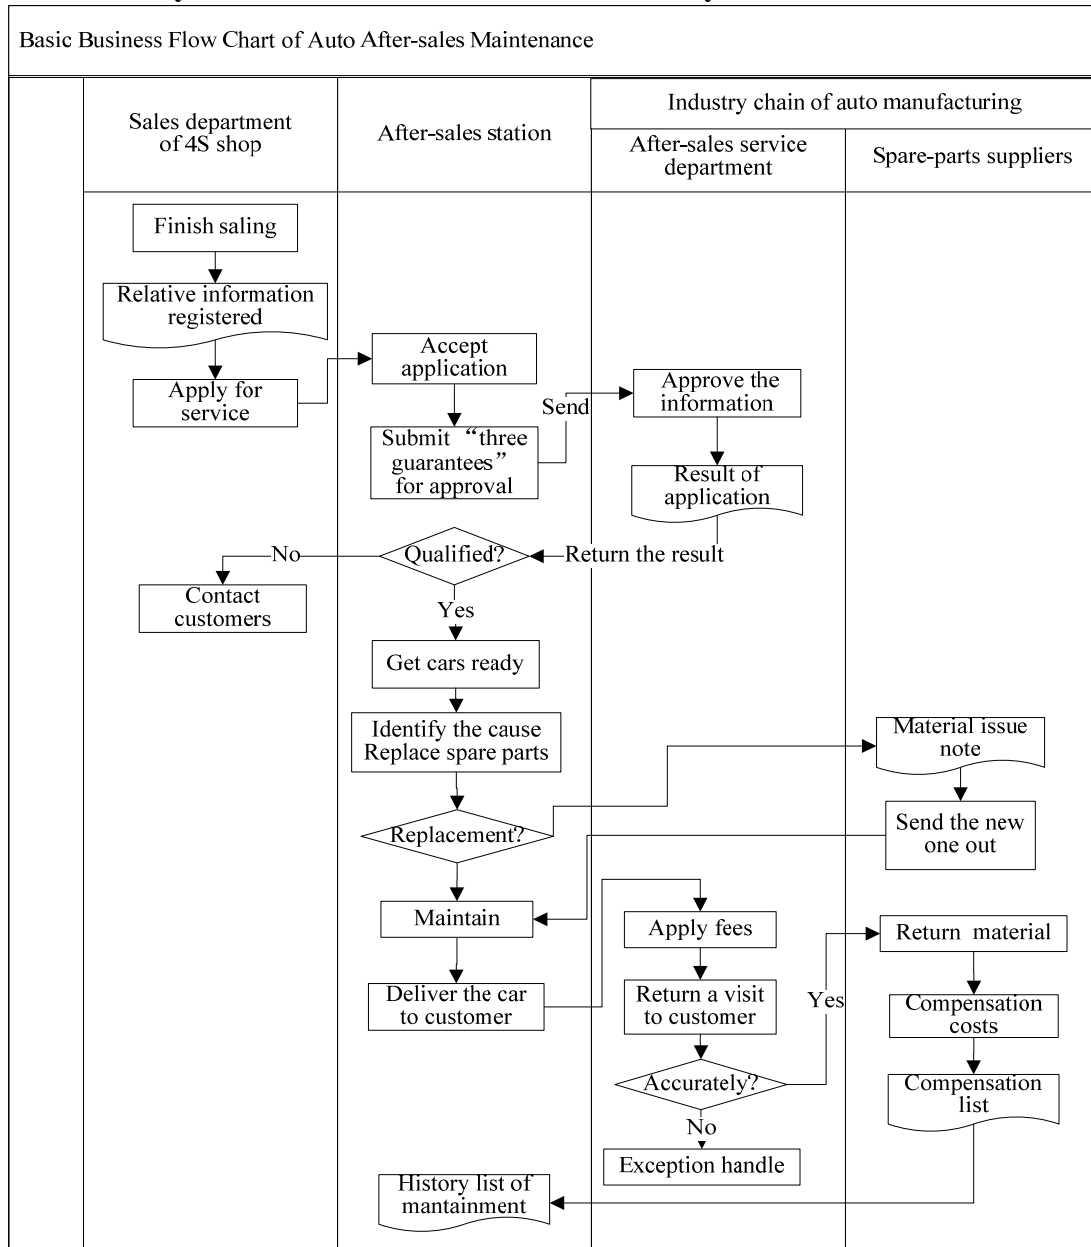 Basic Business Flow Chart of Auto After-sales Maintenance
Sales department
of 4S shop
After-sales station
Industry chain of auto manufacturing
After-sales service
department
Spare-parts suppliers
Finish saling
Relative information
registered
Apply for
service
Accept
application
Submit “three
guarantees”
for approval
Send
Approve the
information
Result of
application
Return the result
Qualified?
No
Contact
customers
Yes
Get cars ready
Identify the cause
Replace spare parts
Replacement?
Material issue
note
Send the new
one out
Maintain
Deliver the car
to customer
Apply fees
Return a visit
to customer
Accurately?
Yes
No
Exception handle
Return material
Compensation
costs
Compensation
list
History list of
mantainment